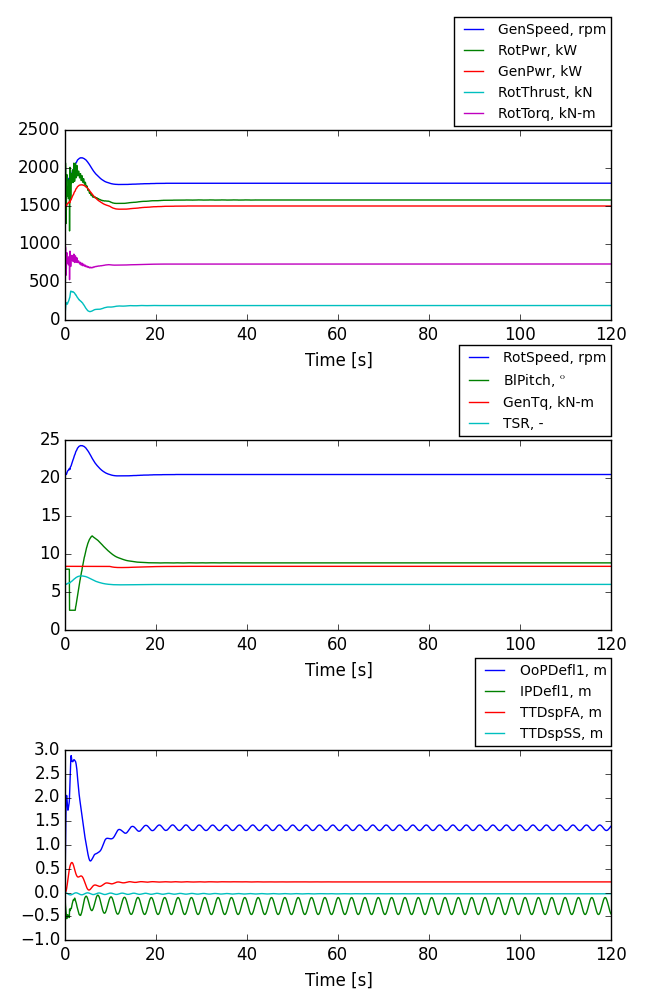 GenSpeed, rpm
RotPwr, kW
GenPwr, kW
RotThrust, kN
RotTorq, kN-m
2500
2000
1500
1000
500
0
0 20 40 60 80 100 120
Time [s]
RotSpeed, rpm
BlPitch, °
GenTq, kN-m
TSR, -
25
20
15
10
5
0
0 20 40 60 80 100 120
Time [s]
OoPDefl1, m
IPDefl1, m
TTDspFA, m
TTDspSS, m
3.0
2.5
2.0
1.5
1.0
0.5
0.0
−0.5
−1.0
0 20 40 60 80 100 120
Time [s]